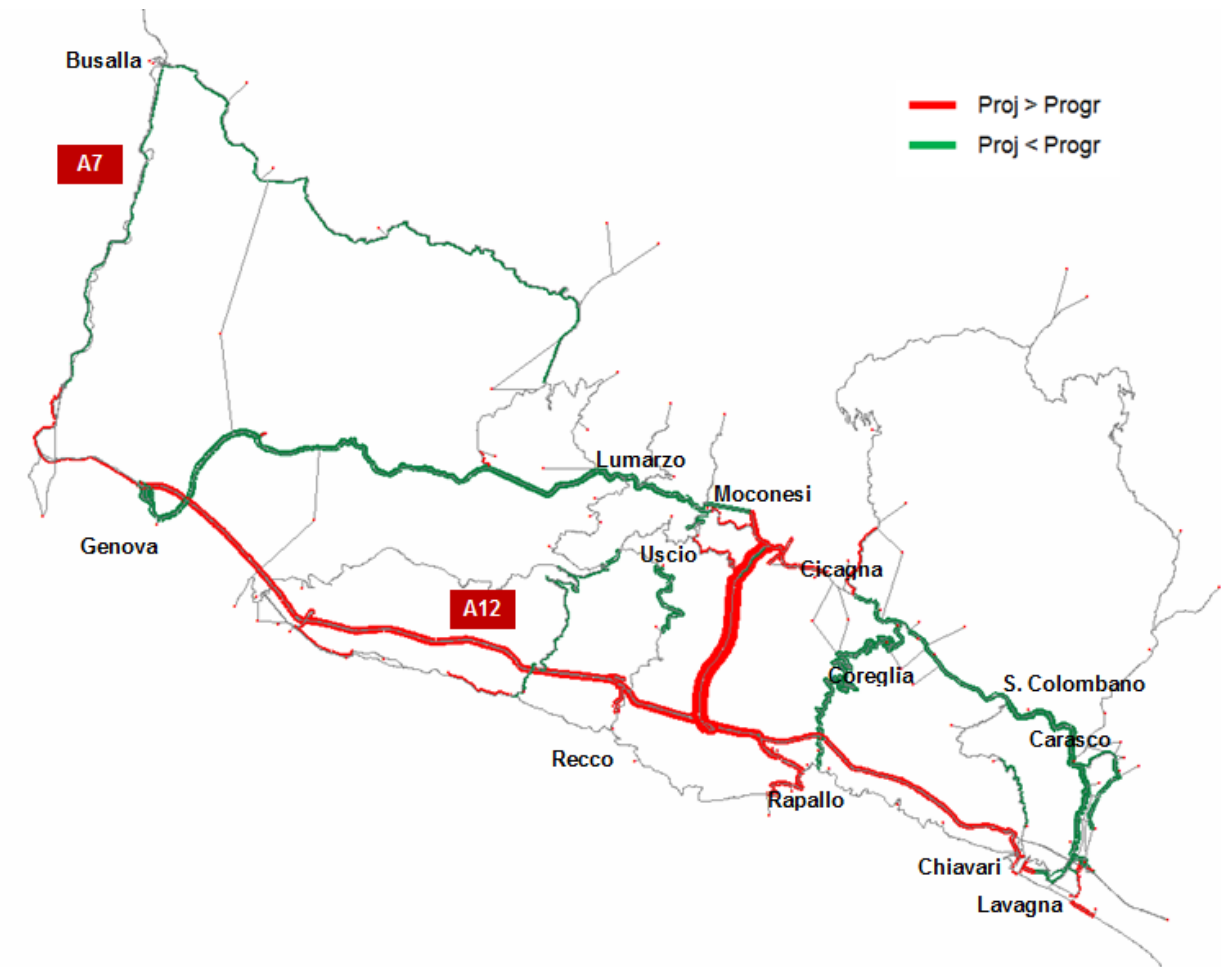 Busalla
Proj > Progr
A7
Proj < Progr
Lumarzo
Moconesi
Genova
Uscio
Cicagna
A12
Coreglia
S. Colombano
Carasco
Recco
Rapallo
Chiavari
Lavagna